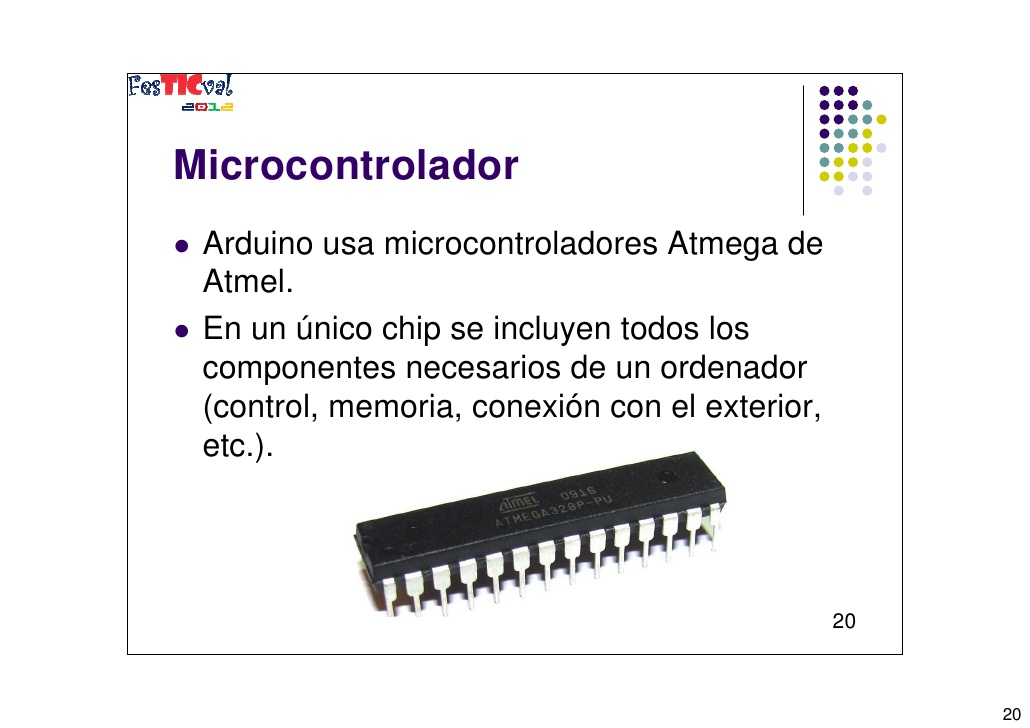 FesTICval
2012
Microcontrolador
Arduino usa microcontroladores Atmega de
Atmel.
En un único chip se incluyen todos los
componentes necesarios de un ordenador
(control, memoria, conexión con el exterior,
etc.).
ATMEL 0916
ATMEGA328P-PU
20
20